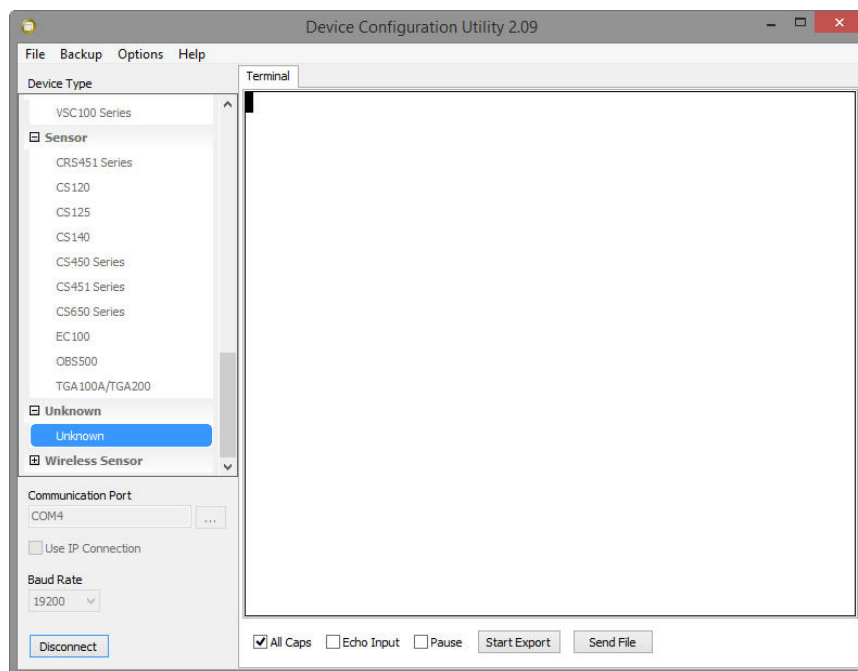 Device Configuration Utility 2.09
File Backup Options Help
Device Type
VSC100 Series
Sensor
CRS451 Series
CS120
CS125
CS140
CS450 Series
CS451 Series
CS650 Series
EC100
OBS500
TGA100A/TGA200
Unknown
Unknown
Wireless Sensor
Communication Port
COM4
...
Use IP Connection
Baud Rate
19200
Disconnect
Terminal
All Caps Echo Input Pause Start Export Send File